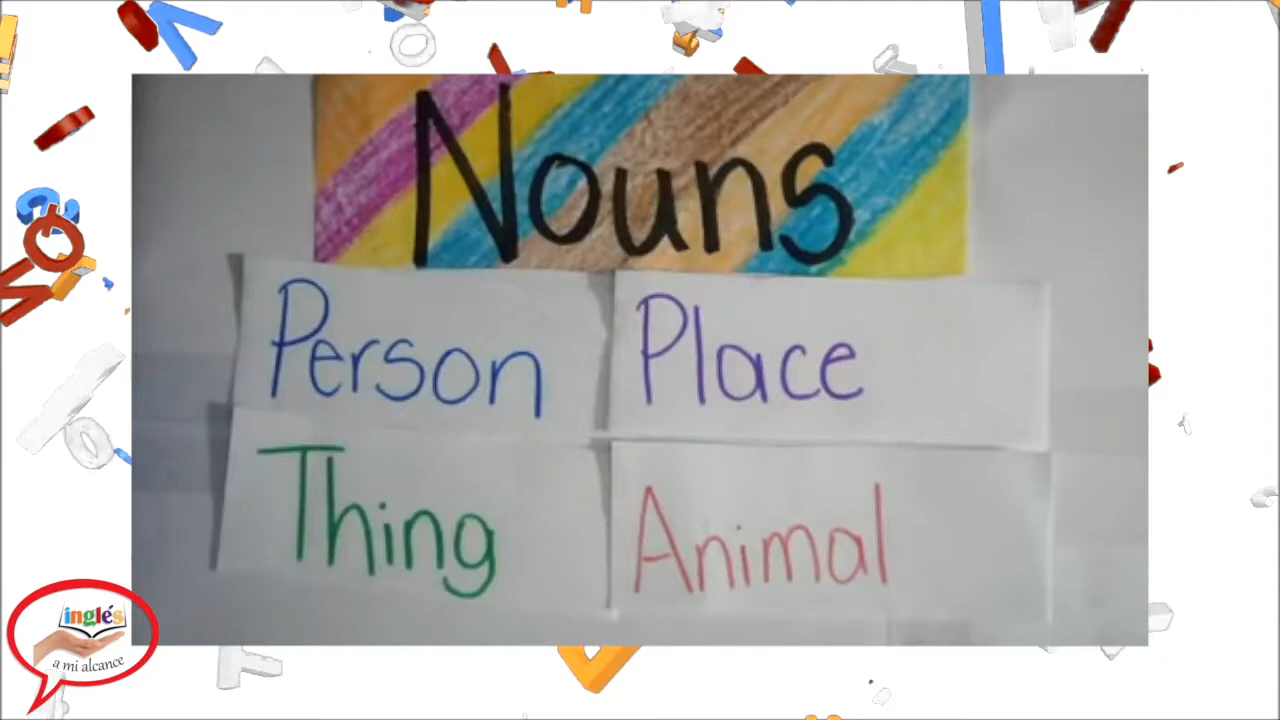 Nouns
Person Place
Thing Animal
inglés
a mi alcance